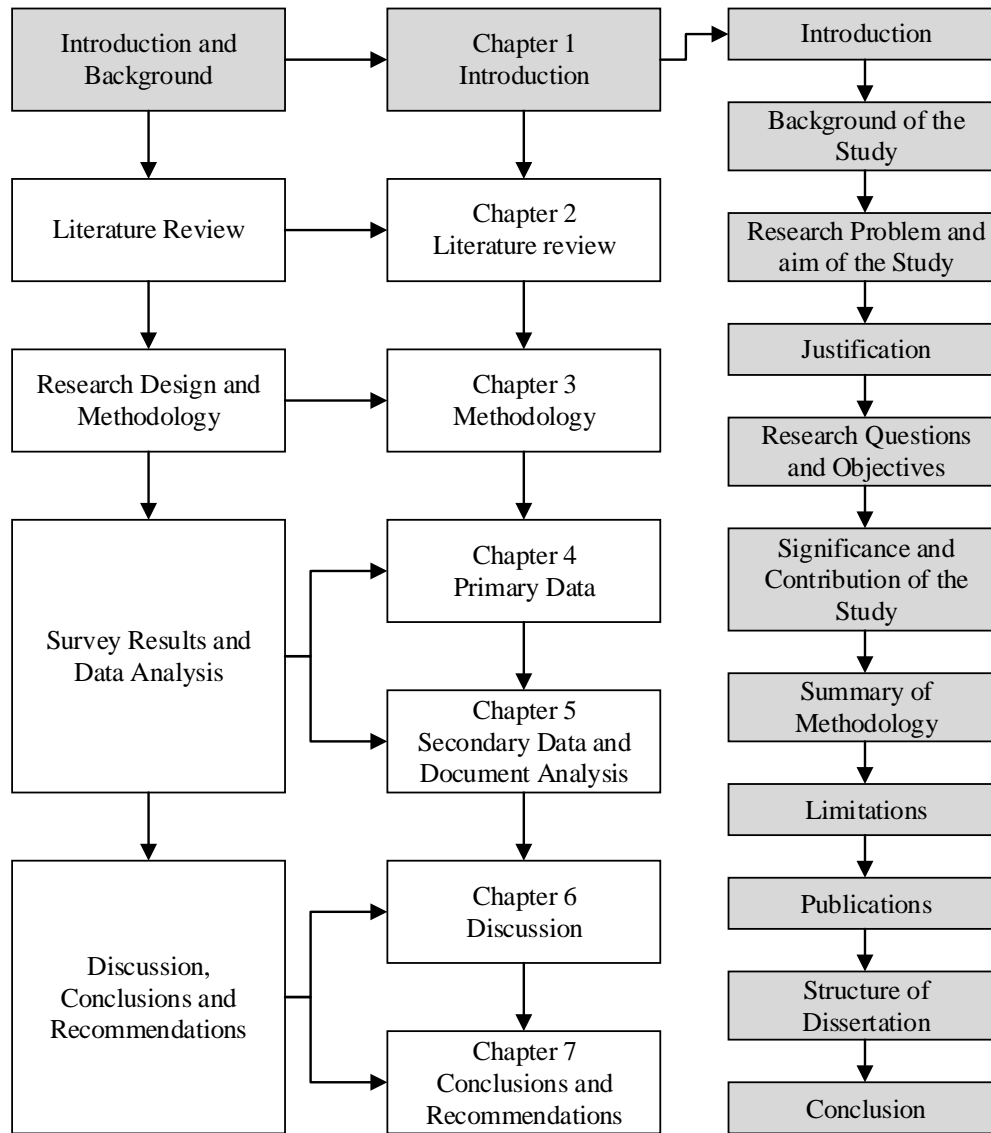 Introduction and
Background
Literature Review
Research Design and
Methodology
Survey Results and
Data Analysis
Discussion,
Conclusions and
Recommendations
Chapter 1
Introduction
Chapter 2
Literature review
Chapter 3
Methodology
Chapter 4
Primary Data
Chapter 5
Secondary Data and
Document Analysis
Chapter 6
Discussion
Chapter 7
Conclusions and
Recommendations
Introduction
Background of the
Study
Research Problem and
aim of the Study
Justification
Research Questions
and Objectives
Significance and
Contribution of the
Study
Summary of
Methodology
Limitations
Publications
Structure of
Dissertation
Conclusion